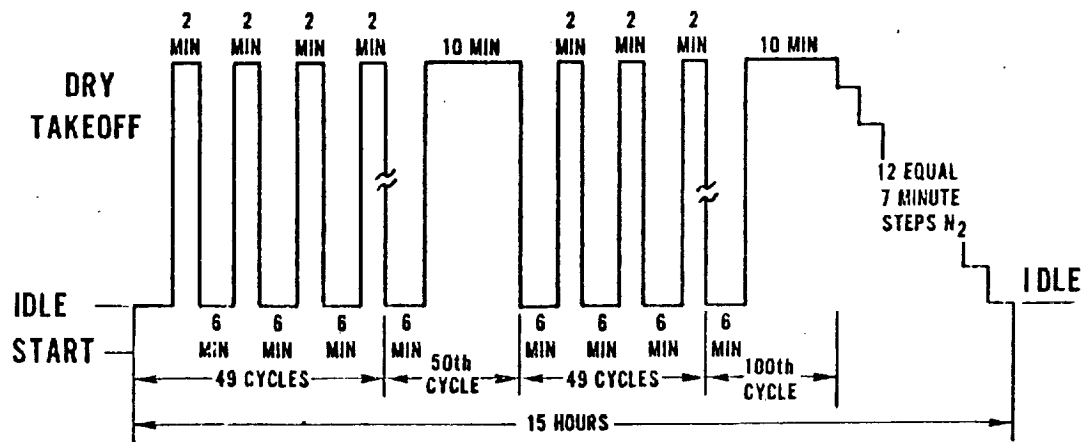 2 2 2 2 2 2 2
MIN MIN MIN MIN 10 MIN MIN MIN MIN 10 MIN
DRY
TAKEOFF
12 EQUAL
7 MINUTE
STEPS N2
IDLE IDLE
6 6 6 6 6 6 6 6
START MIN MIN MIN MIN MIN MIN MIN MIN
49 CYCLES 50th CYCLE 49 CYCLES 100th CYCLE
15 HOURS